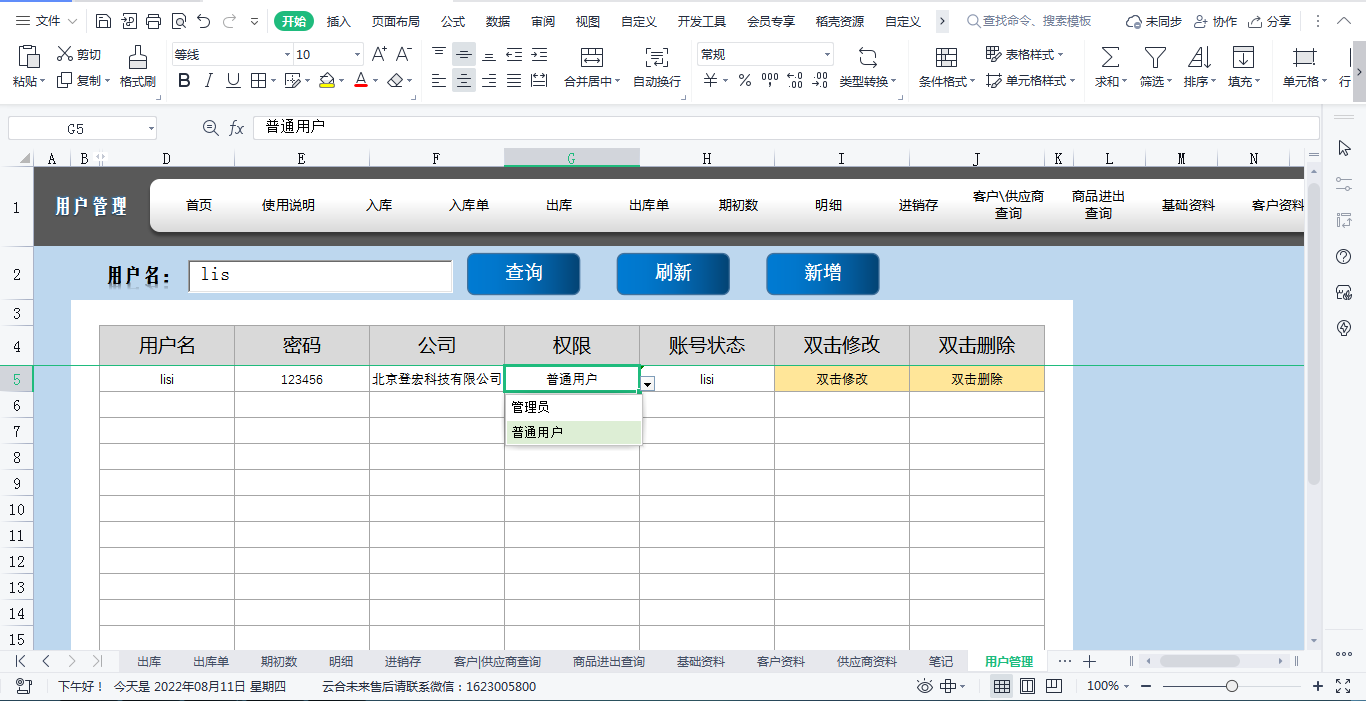 文件 开始 插入 页面布局 公式 数据 审阅 视图 自定义 开发工具 会员专享 稻壳资源 自定义 查找命令、搜索模板 未同步 协作 分享
粘贴 剪切 复制 格式刷 等线 10 A+ A- B I U A 合并居中 自动换行 常规 ¥ % 类型转换 条件格式 表格样式 单元格样式 求和 筛选 排序 填充 单元格 行
G5 fx 普通用户
A B D E F G H I J K L M N
1 用户管理 首页 使用说明 入库 入库单 出库 出库单 期初数 明细 进销存 客户\供应商查询 商品进出查询 基础资料 客户资料
2 用户名： lis 查询 刷新 新增
3
4 用户名 密码 公司 权限 账号状态 双击修改 双击删除
5 lisi 123456 北京登宏科技有限公司 普通用户 lisi 双击修改 双击删除
6 管理员
7 普通用户
8
9
10
11
12
13
14
15
出库 出库单 期初数 明细 进销存 客户|供应商查询 商品进出查询 基础资料 客户资料 供应商资料 笔记 用户管理 ···
下午好！ 今天是 2022年08月11日 星期四 云合未来售后请联系微信：1623005800 100%